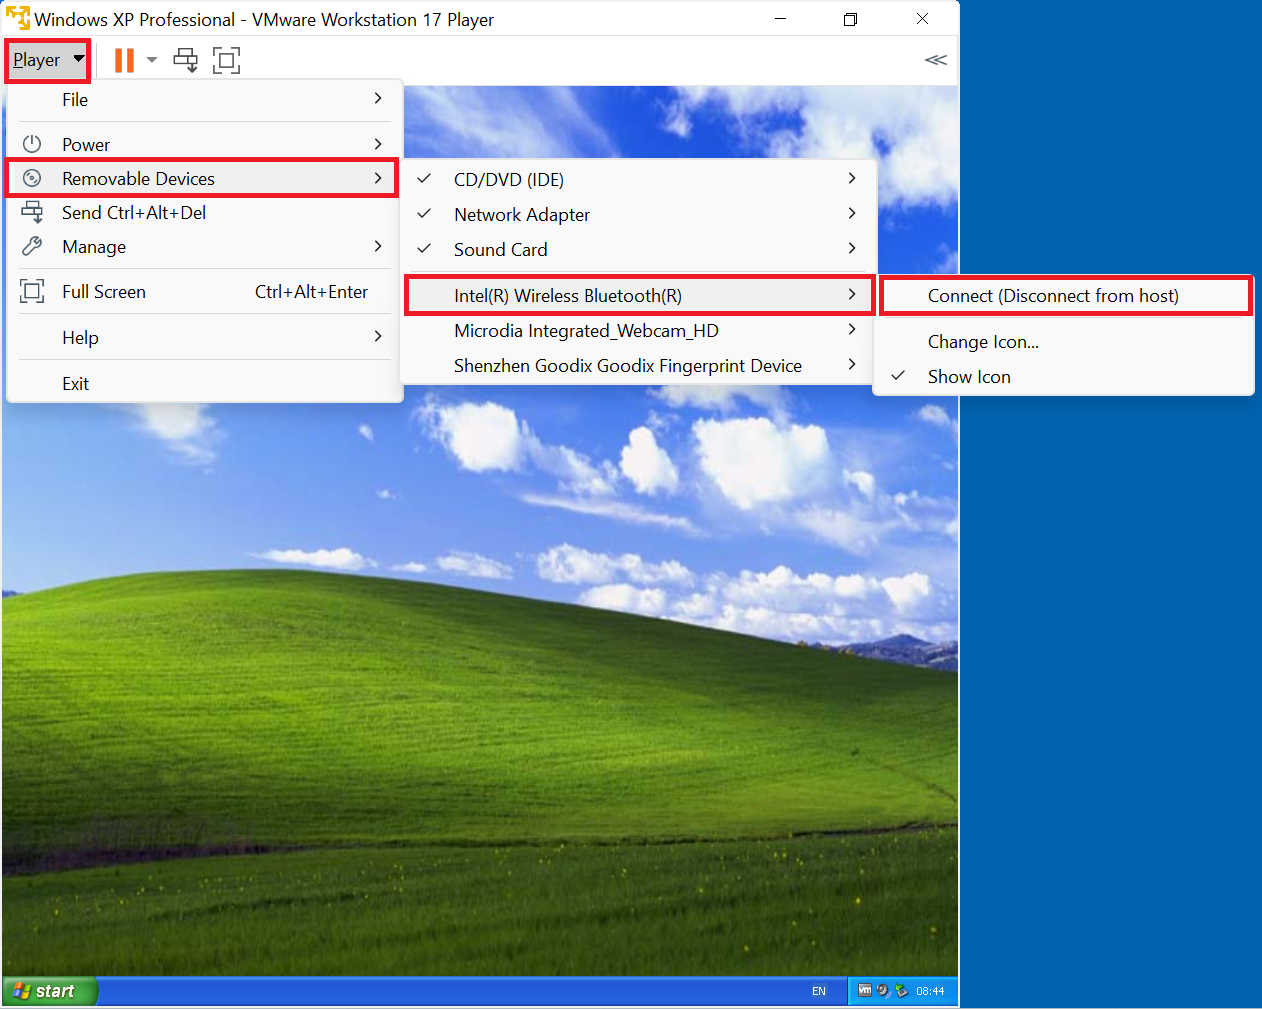 Windows XP Professional - VMware Workstation 17 Player
Player
File
Power
Removable Devices
Send Ctrl+Alt+Del
Manage
Full Screen Ctrl+Alt+Enter
Help
Exit
CD/DVD (IDE)
Network Adapter
Sound Card
Intel(R) Wireless Bluetooth(R)
Microdia Integrated_Webcam_HD
Shenzhen Goodix Goodix Fingerprint Device
Connect (Disconnect from host)
Change Icon...
Show Icon
start
EN
vm
08:44